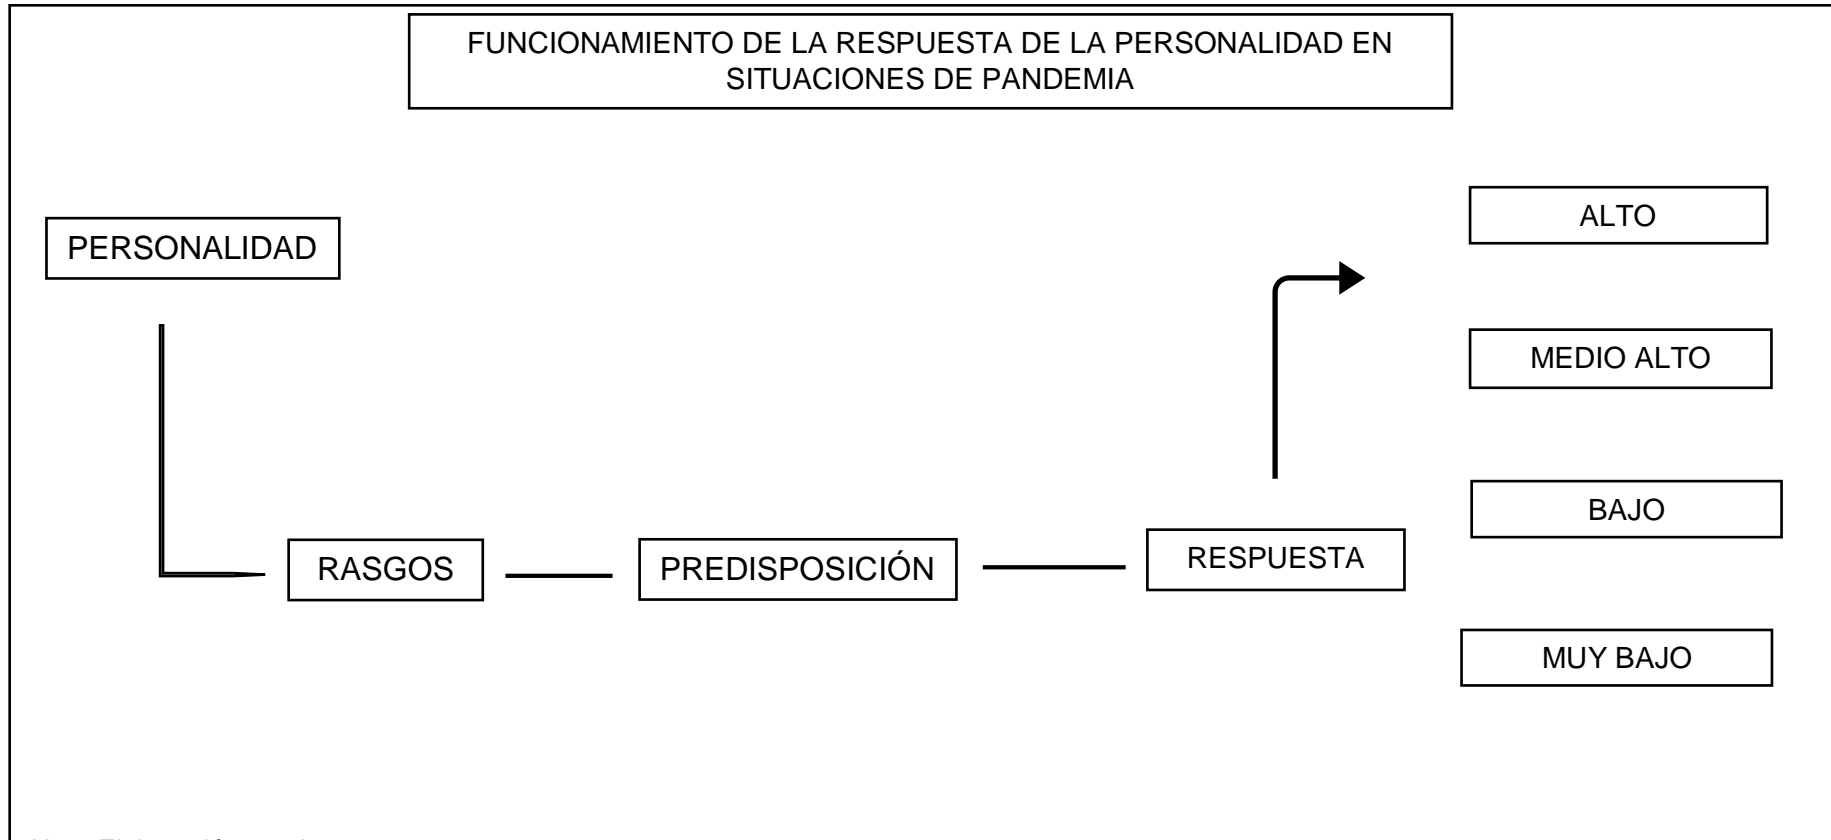 FUNCIONAMIENTO DE LA RESPUESTA DE LA PERSONALIDAD EN
SITUACIONES DE PANDEMIA
PERSONALIDAD
RASGOS
PREDISPOSICIÓN
RESPUESTA
ALTO
MEDIO ALTO
BAJO
MUY BAJO